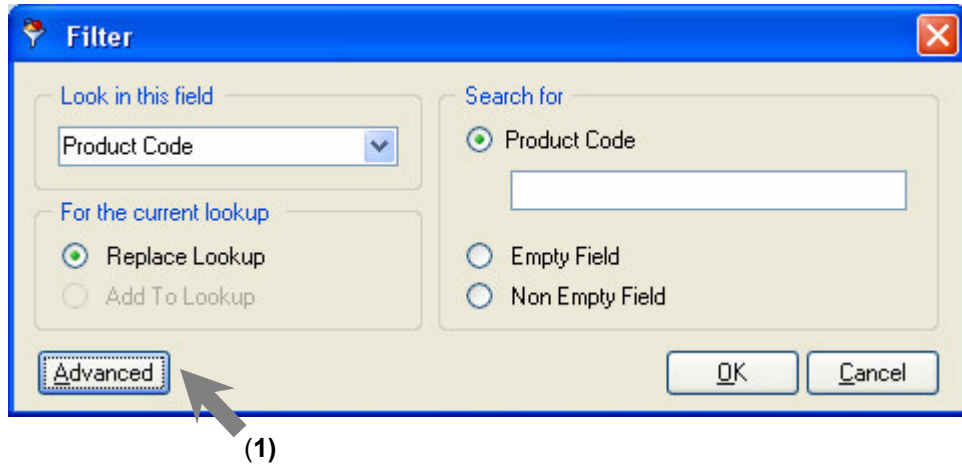 Filter
Look in this field
Product Code
For the current lookup
Replace Lookup
Add To Lookup
Search for
Product Code
Empty Field
Non Empty Field
Advanced
OK
Cancel
(1)